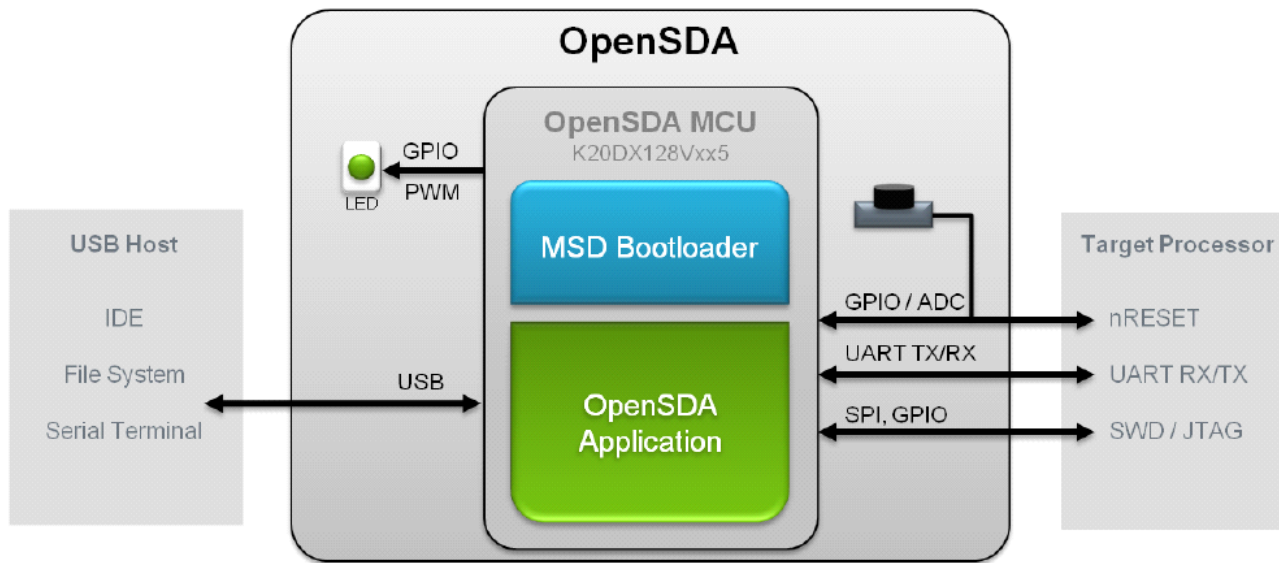 OpenSDA
OpenSDA MCU
K20DX128Vxx5
GPIO
PWM
LED
MSD Bootloader
USB Host
IDE
File System
Serial Terminal
USB
OpenSDA
Application
GPIO / ADC
UART TX/RX
SPI, GPIO
Target Processor
nRESET
UART RX/TX
SWD / JTAG